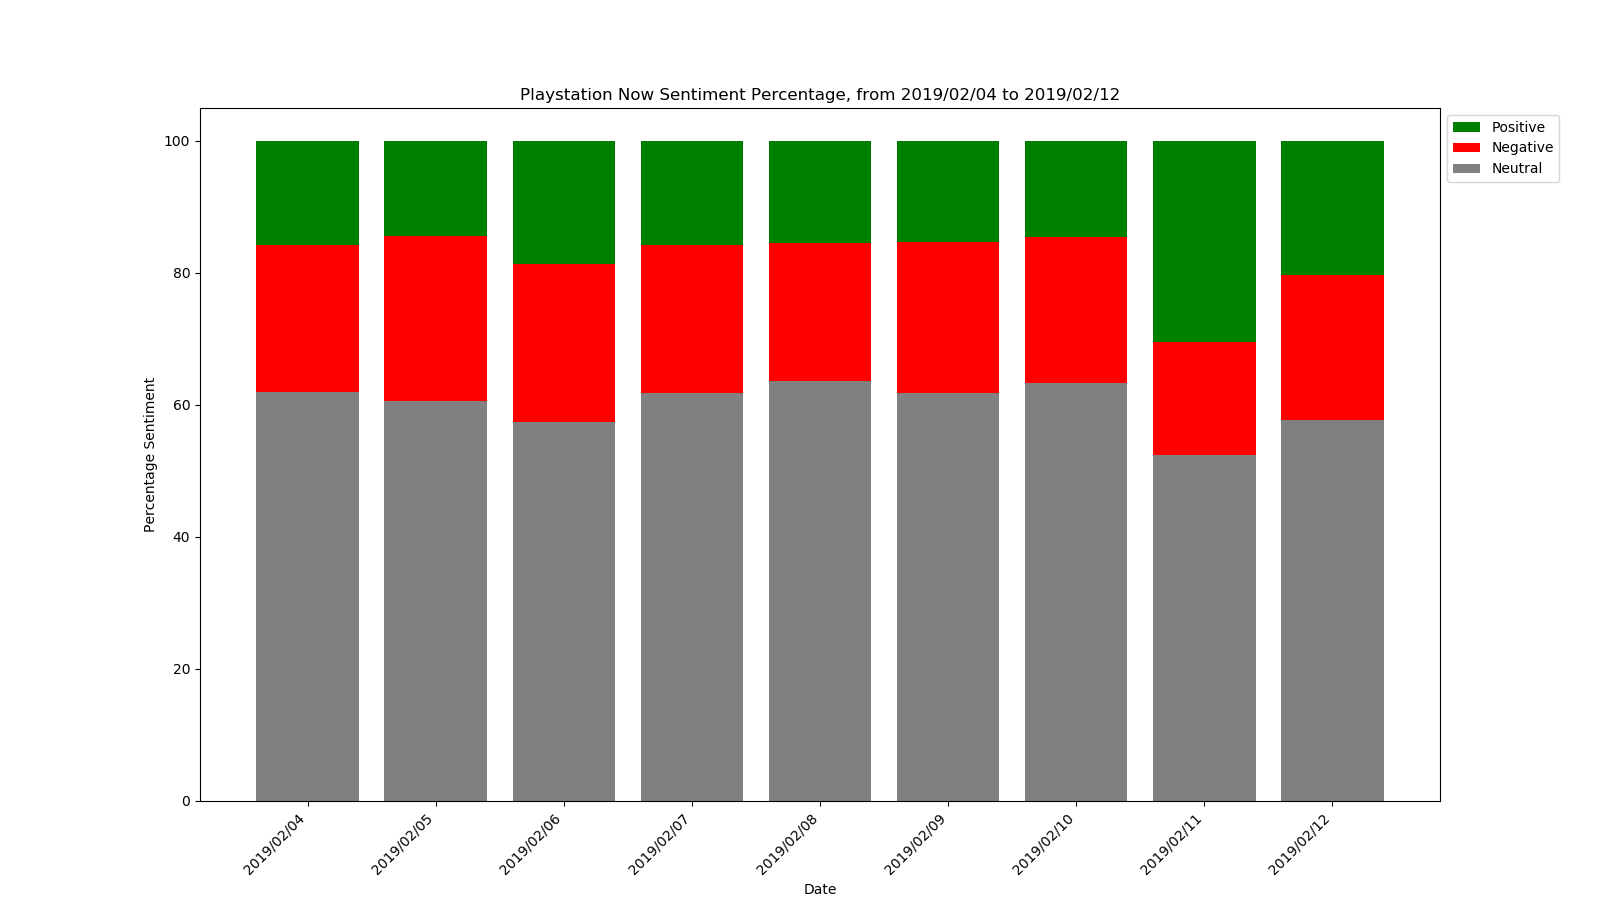 Playstation Now Sentiment Percentage, from 2019/02/04 to 2019/02/12
Positive
Negative
Neutral
Percentage Sentiment
100
80
60
40
20
0
2019/02/04
2019/02/05
2019/02/06
2019/02/07
2019/02/08
2019/02/09
2019/02/10
2019/02/11
2019/02/12
Date